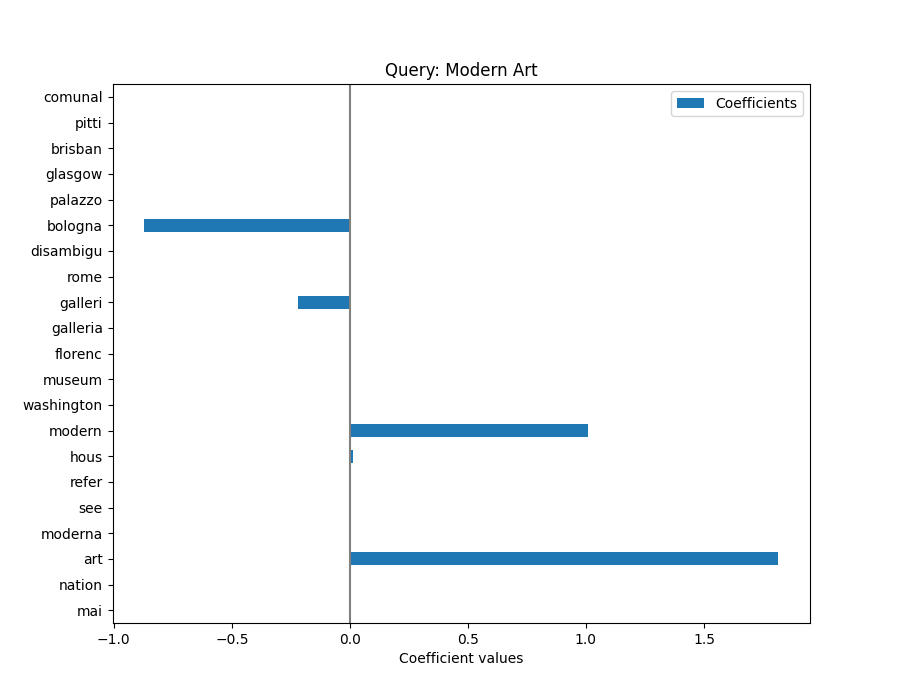 Query: Modern Art
Coefficients
comunal
pitti
brisban
glasgow
palazzo
bologna
disambigu
rome
galleri
galleria
florenc
museum
washington
modern
hous
refer
see
moderna
art
nation
mai
−1.0 −0.5 0.0 0.5 1.0 1.5
Coefficient values